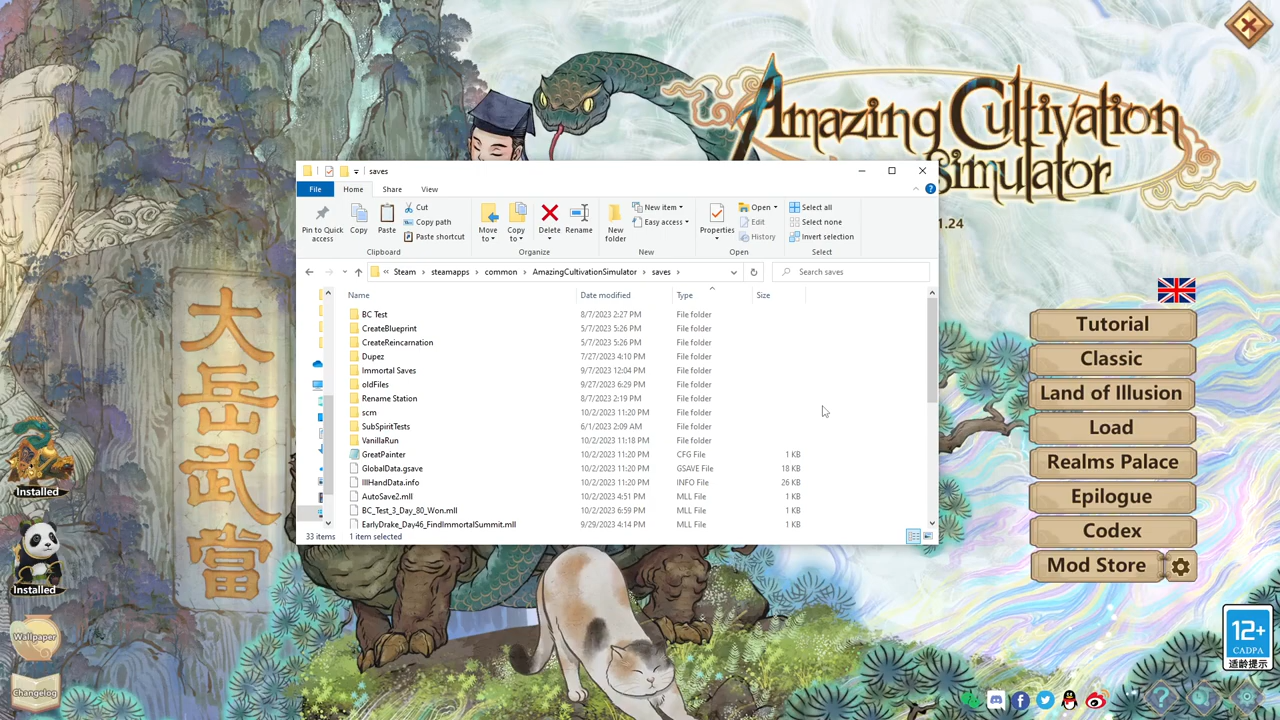 Amazing Cultivation
Simulator
1.24
大岳武當
saves
File
Home
Share
View
Pin to Quick
access
Copy
Paste
Cut
Copy path
Paste shortcut
Clipboard
Move
to
Copy
to
Delete
Rename
Organize
New
folder
New item
Easy access
New
Properties
Open
Edit
History
Open
Select all
Select none
Invert selection
Select
« Steam › steamapps › common › AmazingCultivationSimulator › saves ›
Search saves
Name Date modified Type Size
BC Test 8/7/2023 2:27 PM File folder
CreateBlueprint 5/7/2023 5:26 PM File folder
CreateReincarnation 5/7/2023 5:26 PM File folder
Dupez 7/27/2023 4:10 PM File folder
Immortal Saves 9/7/2023 12:04 PM File folder
oldFiles 9/27/2023 6:29 PM File folder
Rename Station 8/7/2023 2:19 PM File folder
scm 10/2/2023 11:20 PM File folder
SubSpiritTests 6/1/2023 2:09 AM File folder
VanillaRun 10/2/2023 11:18 PM File folder
GreatPainter 10/2/2023 11:20 PM CFG File 1 KB
GlobalData.gsave 10/2/2023 11:20 PM GSAVE File 18 KB
IllHandData.info 10/2/2023 11:20 PM INFO File 26 KB
AutoSave2.mll 10/2/2023 4:51 PM MLL File 1 KB
BC_Test_3_Day_80_Won.mll 10/2/2023 6:59 PM MLL File 1 KB
EarlyDrake_Day46_FindImmortalSummit.mll 9/29/2023 4:14 PM MLL File 1 KB
33 items 1 item selected
Tutorial
Classic
Land of Illusion
Load
Realms Palace
Epilogue
Codex
Mod Store
Installed
Installed
Wallpaper
Changelog
12+
CADPA
适龄提示